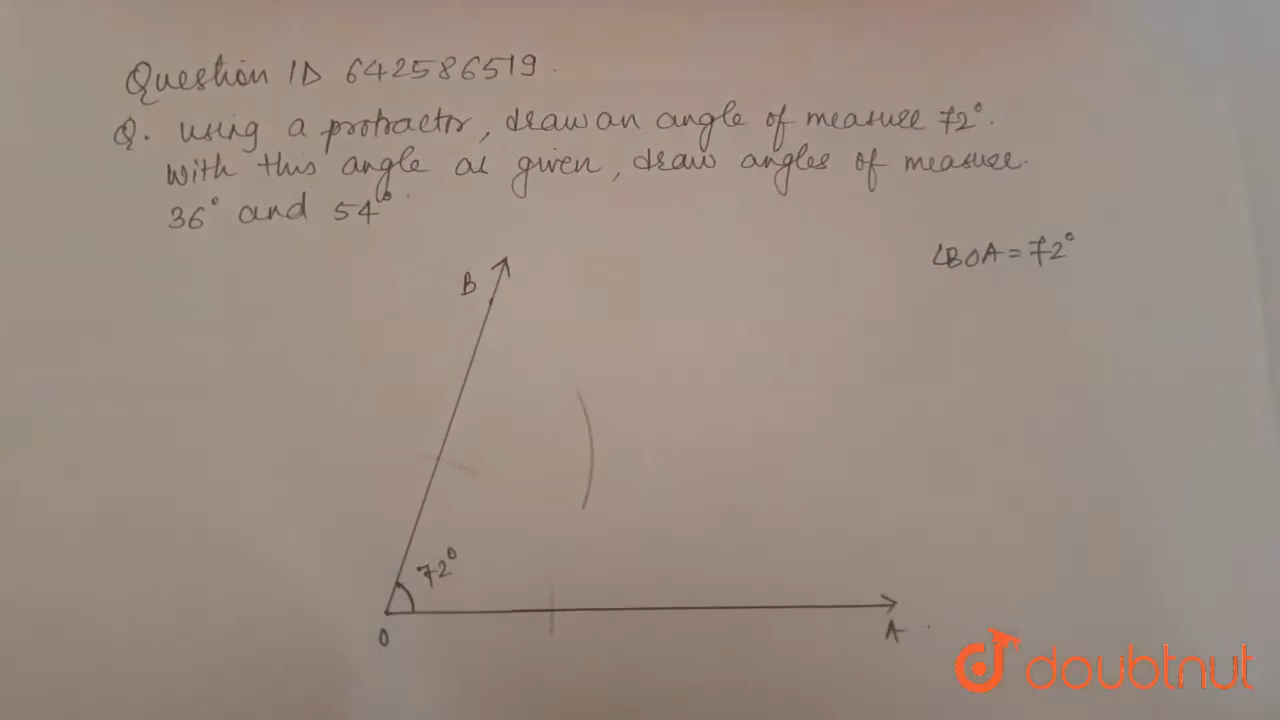 Question ID 642586519.
Q. using a protractor, draw an angle of measure 72°.
With this angle as given, draw angles of measure.
36° and 54°.
∠BOA = 72°
B
72°
O
A
doubtnut